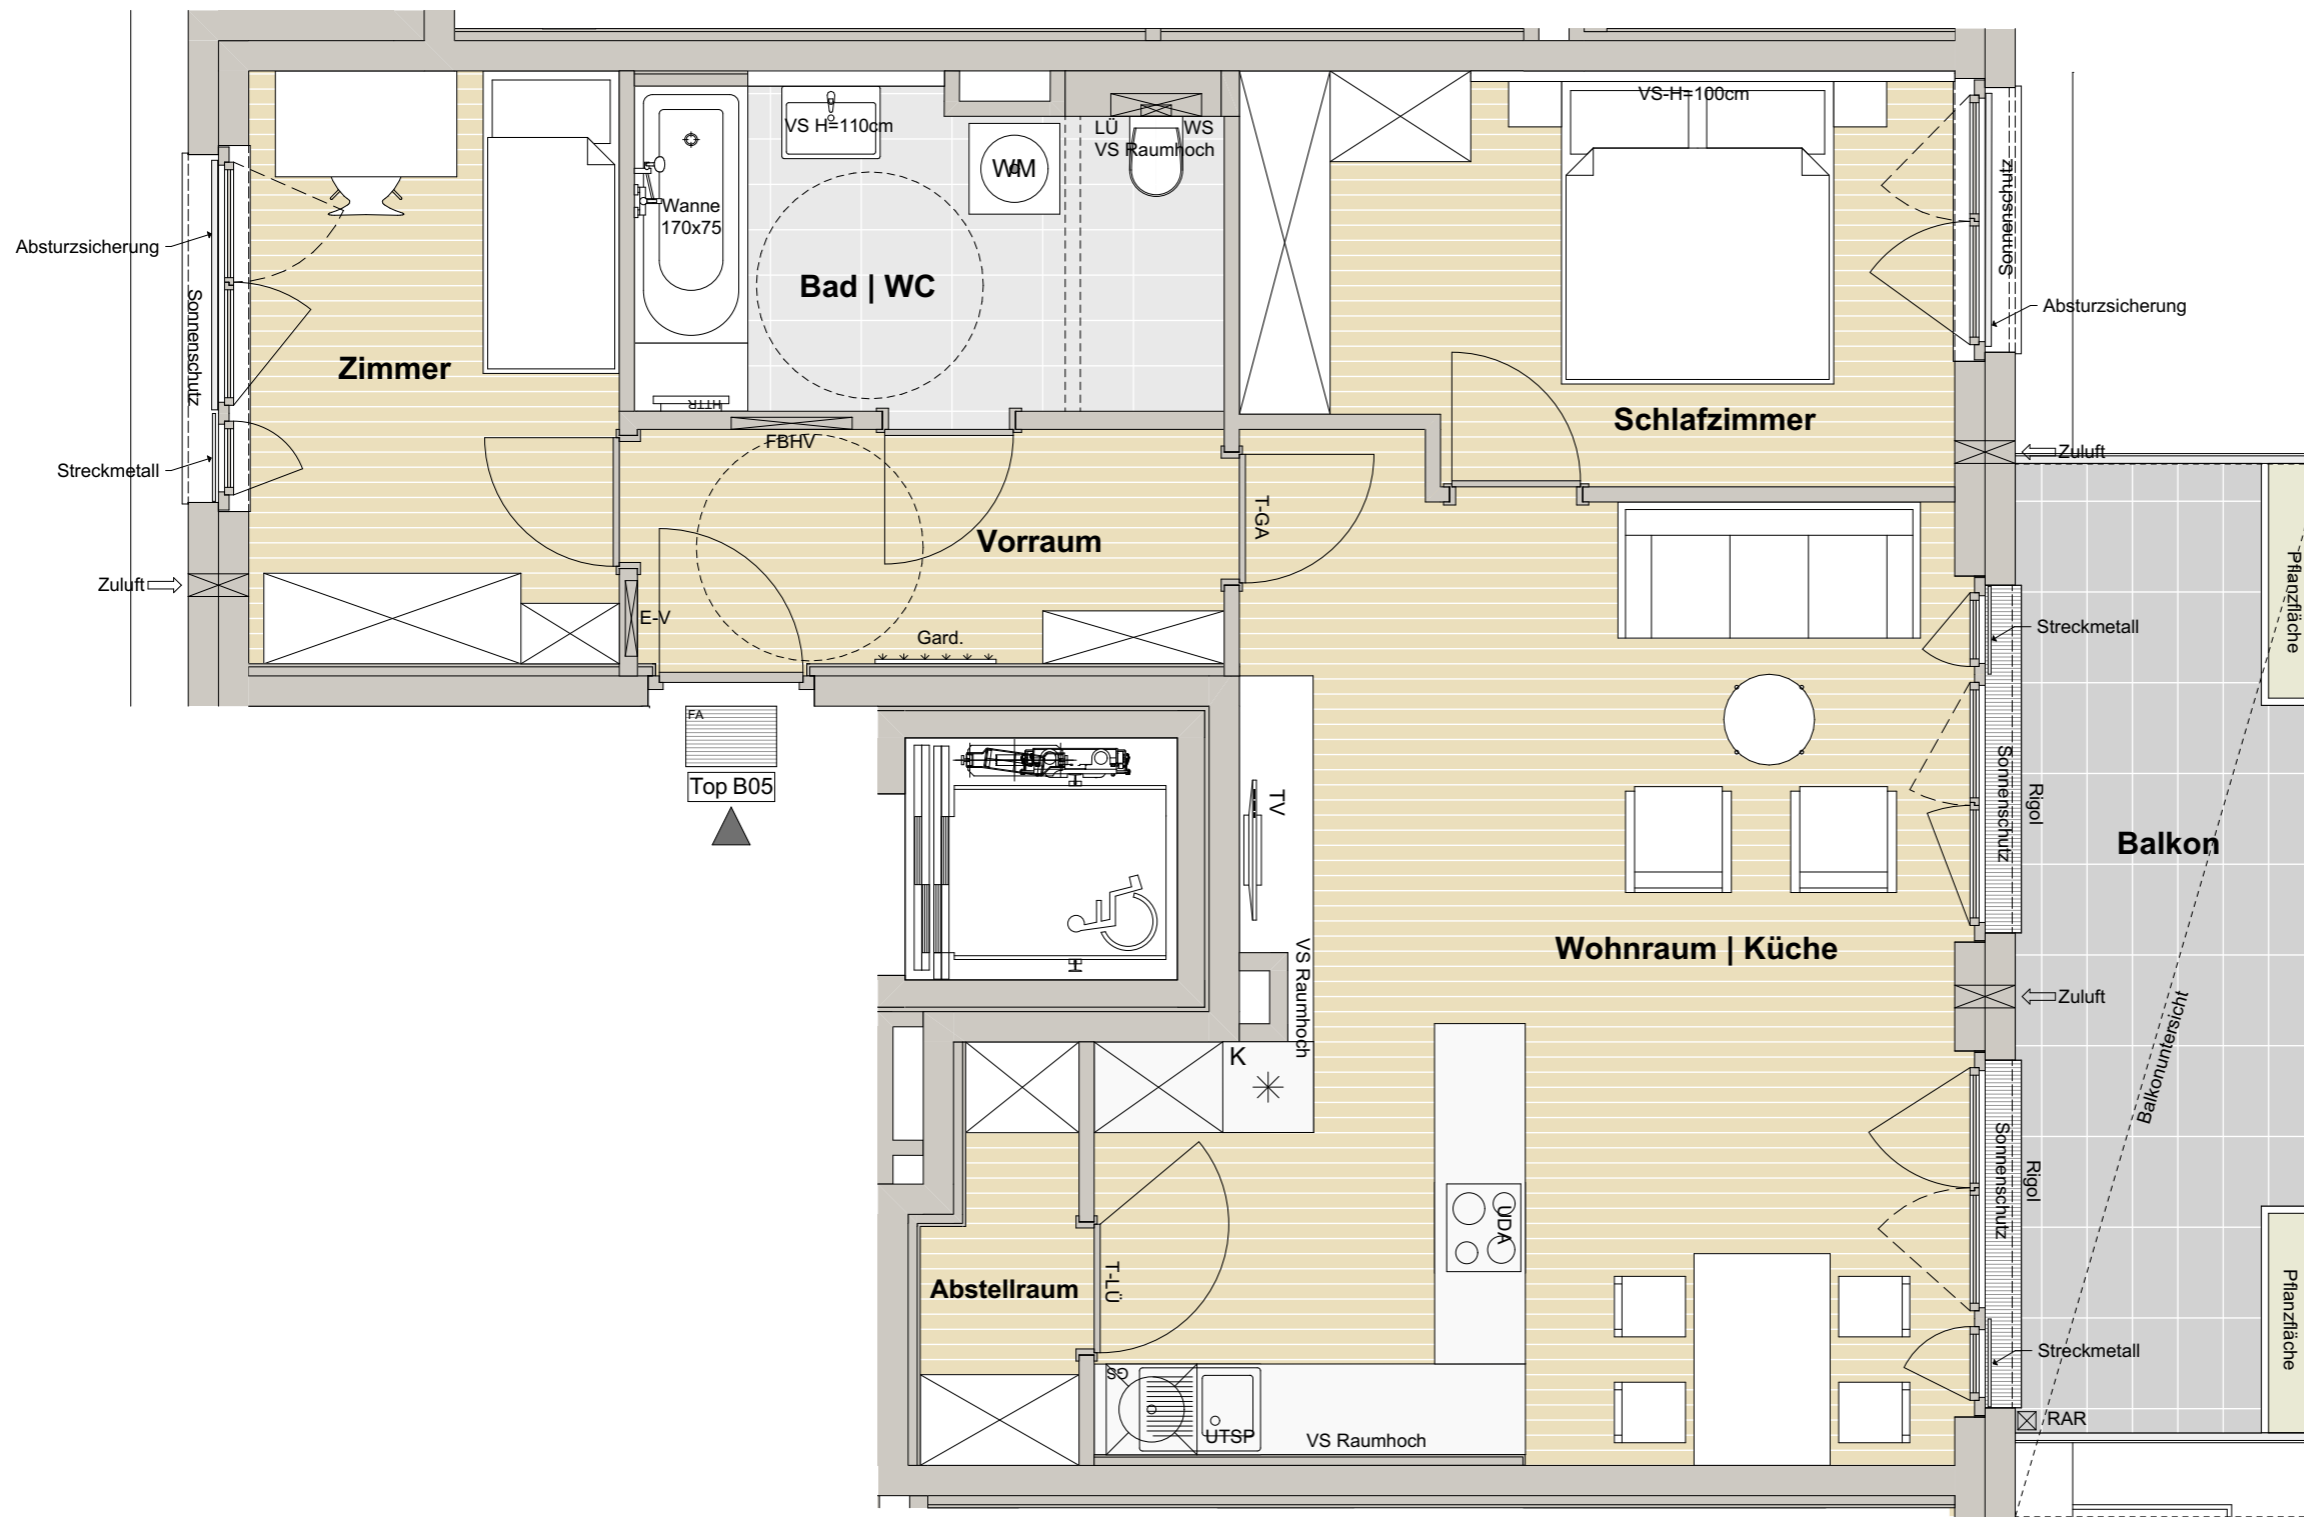 VS H=110cm
LÜ
WS
VS Raumhoch
WM
Wanne
170x75
Bad | WC
HTTR
FBHV
VS-H=100cm
Schlafzimmer
Sonnenschutz
Absturzsicherung
Zuluft
Absturzsicherung
Sonnenschutz
Zimmer
Streckmetall
Zuluft
E-V
Vorraum
T-GA
Gard.
FA
Top B05
TV
VS Raumhoch
K
Wohnraum | Küche
Streckmetall
Sonnenschutz
Rigol
Zuluft
Balkon
Balkonuntersicht
Pflanzfläche
Sonnenschutz
Rigol
Streckmetall
Pflanzfläche
RAR
UDA
Abstellraum
T-LÜ
GS
UTSP
VS Raumhoch